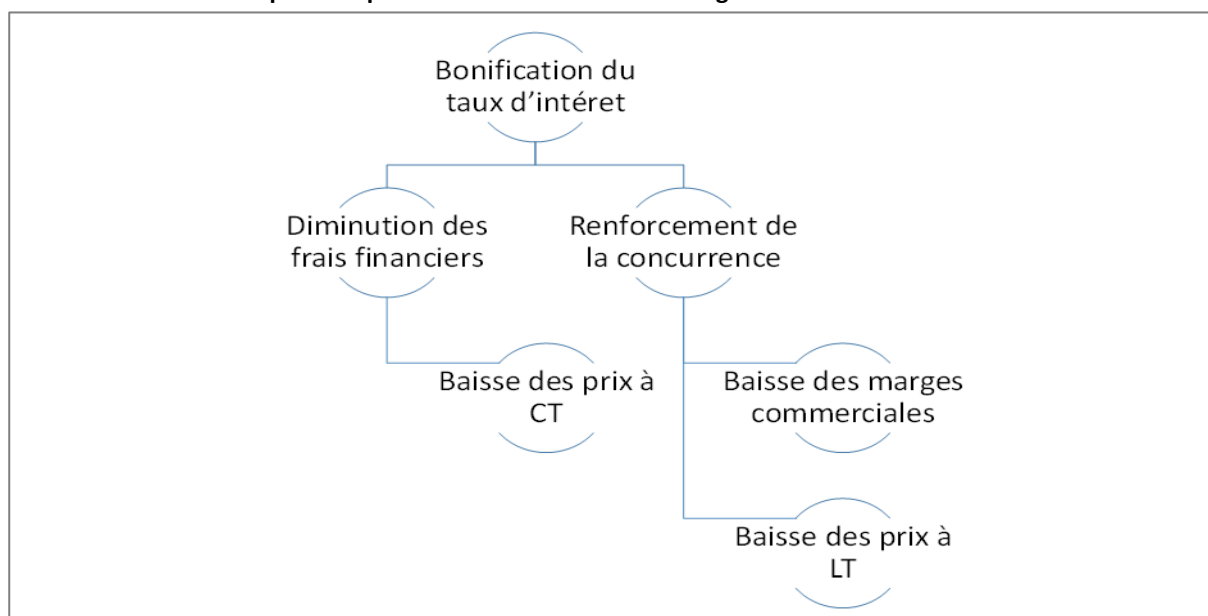 Bonification du
taux d'intéret
Diminution des
frais financiers
Renforcement de
la concurrence
Baisse des prix à
CT
Baisse des marges
commerciales
Baisse des prix à
LT